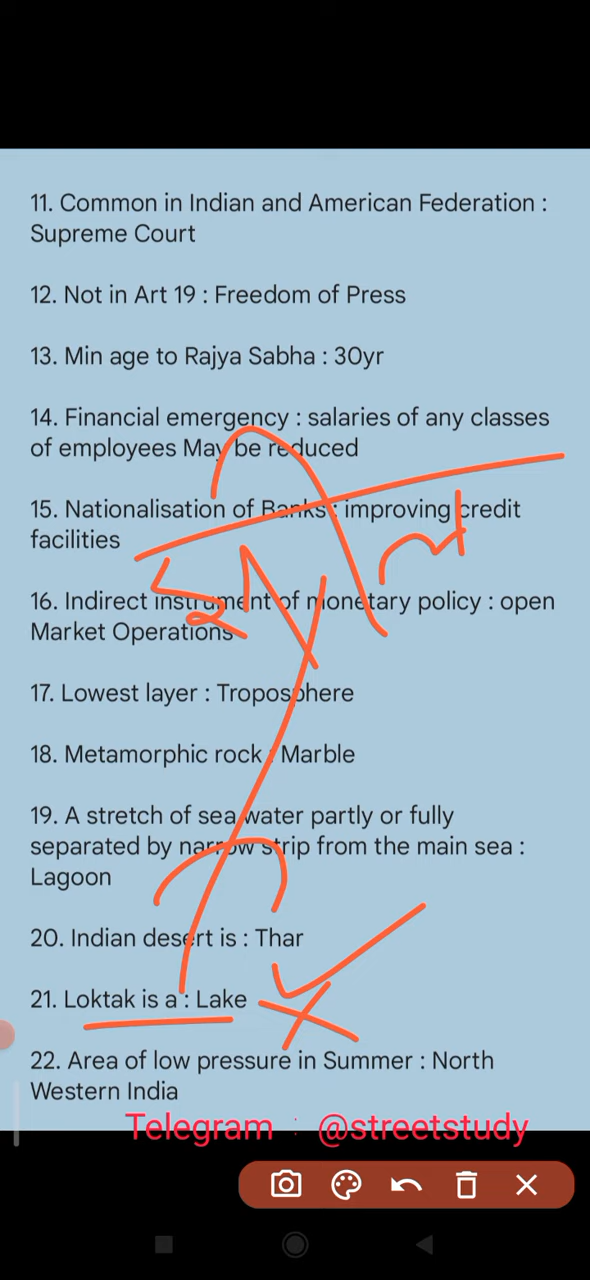 11. Common in Indian and American Federation :
Supreme Court
12. Not in Art 19 : Freedom of Press
13. Min age to Rajya Sabha : 30yr
14. Financial emergency : salaries of any classes
of employees May be reduced
15. Nationalisation of Banks : improving credit
facilities
16. Indirect instrument of monetary policy : open
Market Operations
17. Lowest layer : Troposphere
18. Metamorphic rock : Marble
19. A stretch of sea water partly or fully
separated by narrow strip from the main sea :
Lagoon
20. Indian desert is : Thar
21. Loktak is a : Lake
22. Area of low pressure in Summer : North
Western India
Telegram : @streetstudy